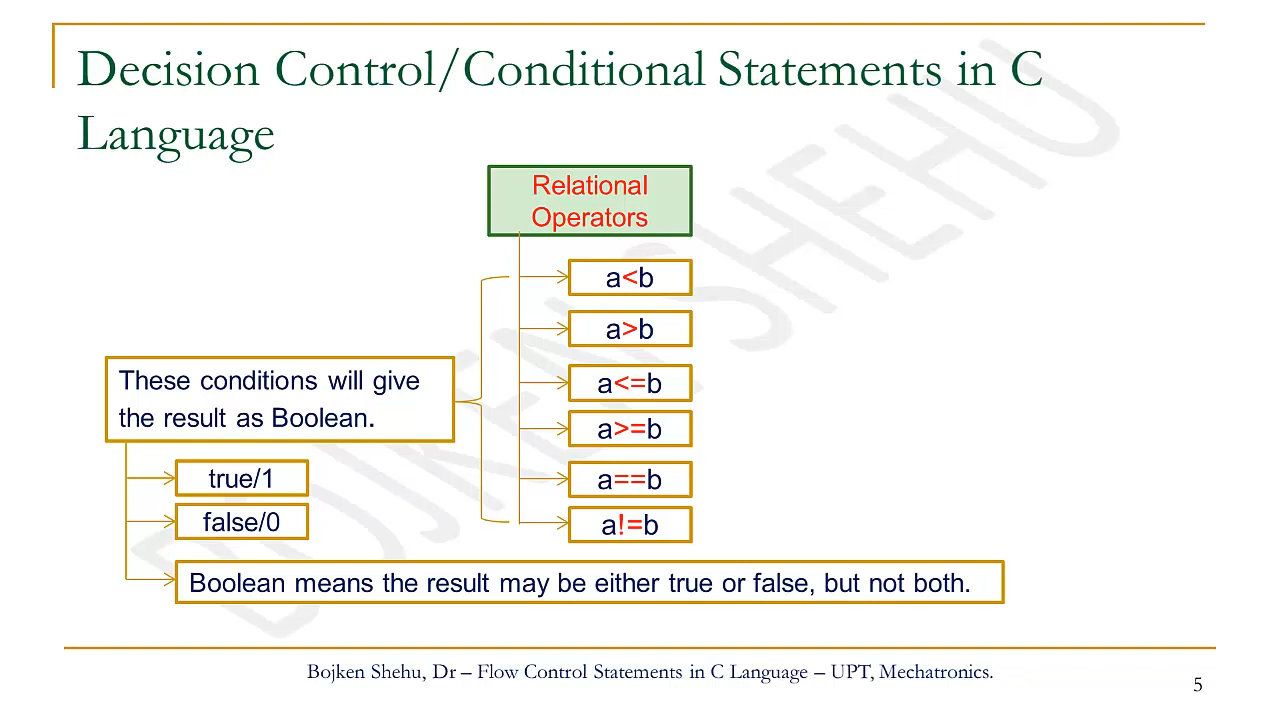 Decision Control/Conditional Statements in C
Language
Relational
Operators
a<b
a>b
a<=b
a>=b
a==b
a!=b
These conditions will give
the result as Boolean.
true/1
false/0
Boolean means the result may be either true or false, but not both.
BOJKEN SHEHU
Bojken Shehu, Dr – Flow Control Statements in C Language – UPT, Mechatronics.
5